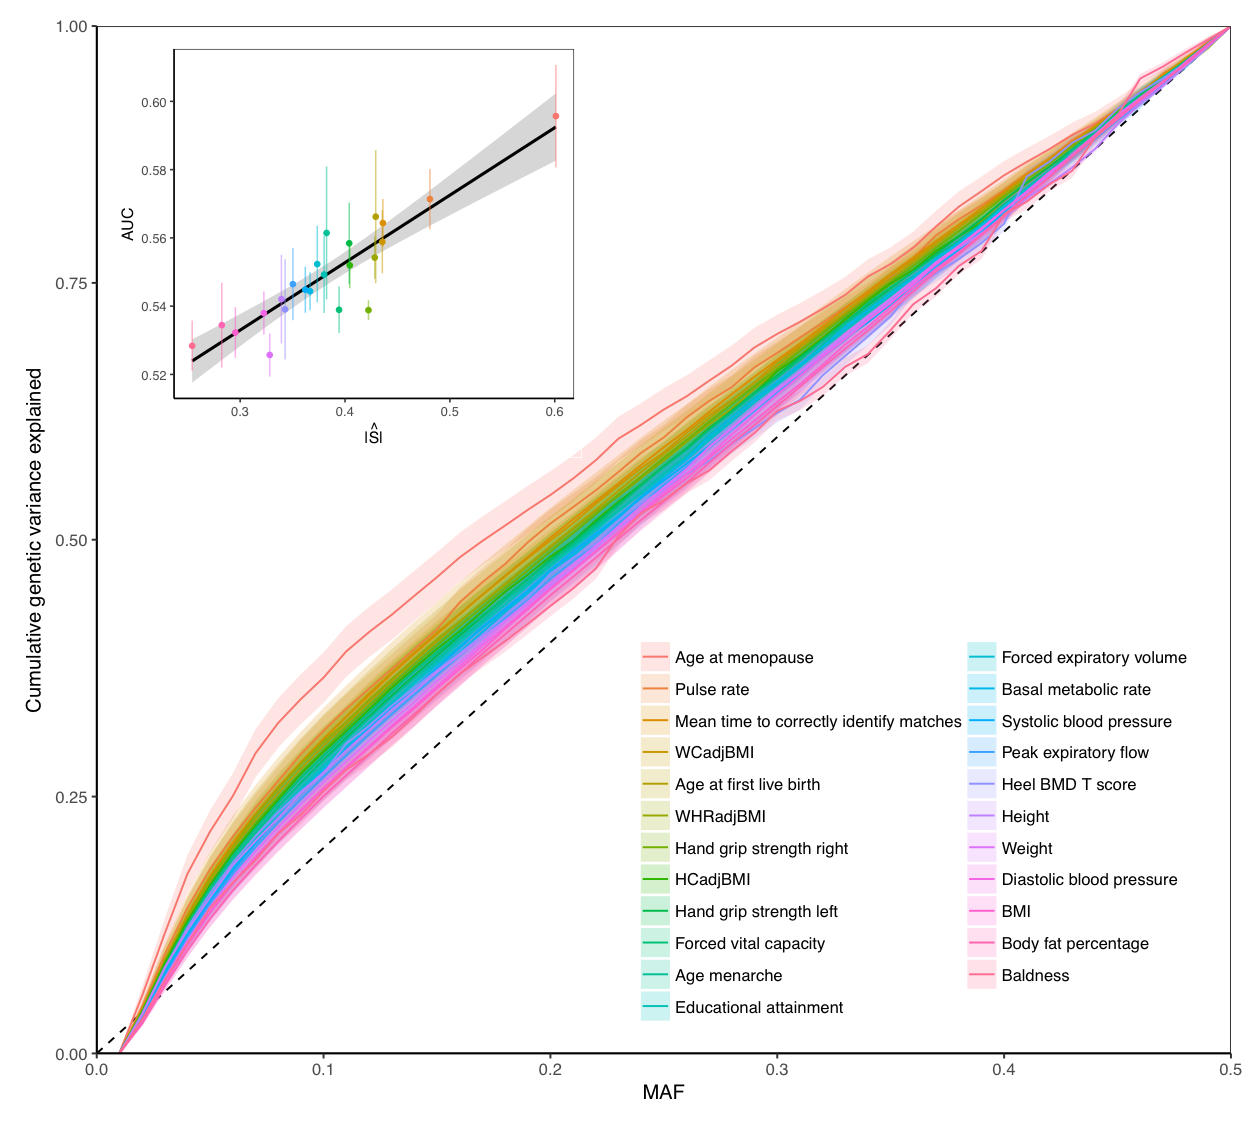 1.00
0.75
0.50
0.25
0.00
Cumulative genetic variance explained
0.60
0.58
0.56
0.54
0.52
AUC
0.3 0.4 0.5 0.6
|Ŝ|
Age at menopause
Pulse rate
Mean time to correctly identify matches
WCadjBMI
Age at first live birth
WHRadjBMI
Hand grip strength right
HCadjBMI
Hand grip strength left
Forced vital capacity
Age menarche
Educational attainment
Forced expiratory volume
Basal metabolic rate
Systolic blood pressure
Peak expiratory flow
Heel BMD T score
Height
Weight
Diastolic blood pressure
BMI
Body fat percentage
Baldness
0.0 0.1 0.2 0.3 0.4 0.5
MAF